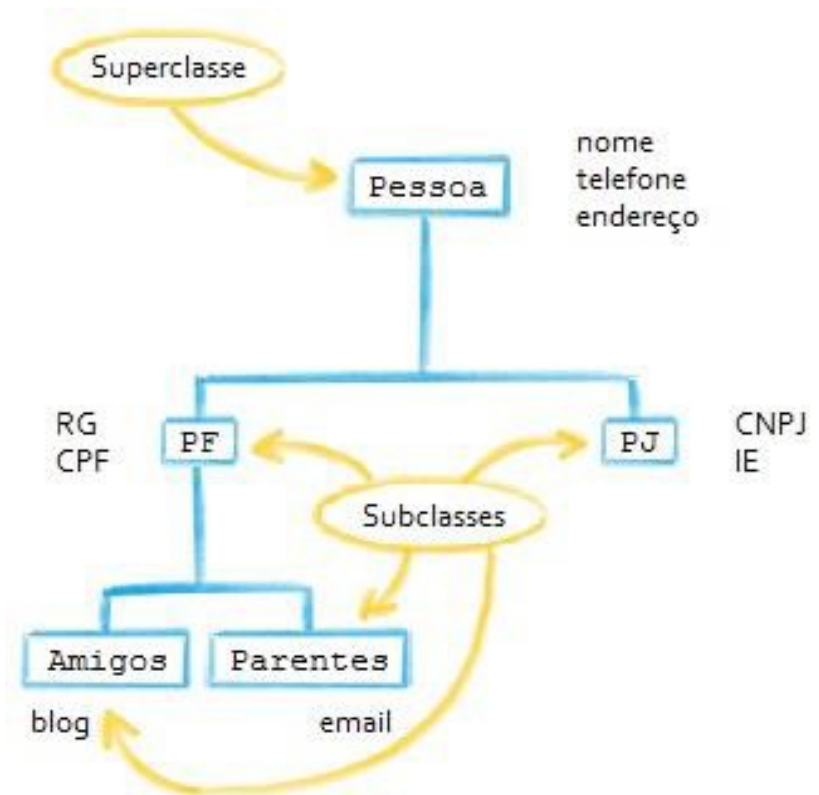 Superclasse
Pessoa
nome
telefone
endereço
RG
CPF
PF
PJ
CNPJ
IE
Subclasses
Amigos
Parentes
blog
email